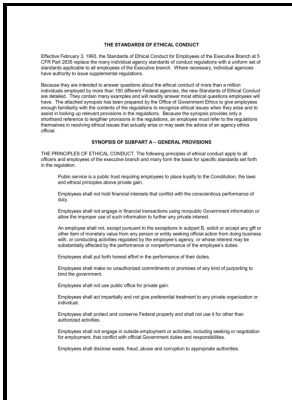 THE STANDARDS OF ETHICAL CONDUCT
Effective February 3, 1993, the Standards of Ethical Conduct for Employees of the Executive Branch at 5
CFR Part 2635 replace the many individual agency standards of conduct regulations with a uniform set of
standards applicable to all employees of the Executive branch. Where necessary, individual agencies
have authority to issue supplemental regulations.
Because they are intended to answer questions about the ethical conduct of more than a million
individuals employed by more than 100 different Federal agencies, the new Standards of Ethical Conduct
are detailed. They contain many examples and will readily answer most ethical questions employees will
have. The attached synopsis has been prepared by the Office of Government Ethics to give employees
enough familiarity with the contents of the regulations to recognize ethical issues when they arise and to
assist in looking up relevant provisions in the regulations. Because the synopsis provides only a
shorthand reference to lengthier provisions in the regulations, an employee must refer to the regulations
themselves in resolving ethical issues that actually arise or may seek the advice of an agency ethics
official.
SYNOPSIS OF SUBPART A – GENERAL PROVISIONS
THE PRINCIPLES OF ETHICAL CONDUCT. The following principles of ethical conduct apply to all
officers and employees of the executive branch and many form the basis for specific standards set forth
in the regulation.
Public service is a public trust requiring employees to place loyalty to the Constitution, the laws
and ethical principles above private gain.
Employees shall not hold financial interests that conflict with the conscientious performance of
duty.
Employees shall not engage in financial transactions using nonpublic Government information or
allow the improper use of such information to further any private interest.
An employee shall not, except pursuant to the exceptions in subpart B, solicit or accept any gift or
other item of monetary value from any person or entity seeking official action from doing business
with, or conducting activities regulated by the employee's agency, or whose interest may be
substantially affected by the performance or nonperformance of the employee's duties.
Employees shall put forth honest effort in the performance of their duties.
Employees shall make no unauthorized commitments or promises of any kind of purporting to
bind the government.
Employees shall not use public office for private gain.
Employees shall act impartially and not give preferential treatment to any private organization or
individual.
Employees shall protect and conserve Federal property and shall not use it for other than
authorized activities.
Employees shall not engage in outside employment or activities, including seeking or negotiation
for employment, that conflict with official Government duties and responsibilities.
Employees shall disclose waste, fraud, abuse and corruption to appropriate authorities.